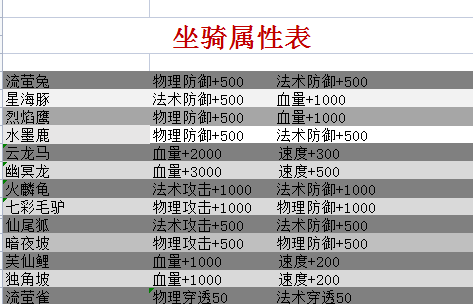 坐骑属性表
流萤兔 物理防御+500 法术防御+500
星海豚 法术防御+500 血量+1000
烈焰鹰 物理防御+500 血量+1000
水墨鹿 物理防御+500 法术防御+500
云龙马 血量+2000 速度+300
幽冥龙 血量+3000 速度+500
火麟龟 法术攻击+1000 法术防御+1000
七彩毛驴 物理攻击+1000 物理防御+1000
仙尾狐 法术攻击+500 法术防御+500
暗夜坡 物理攻击+500 物理防御+500
芙仙鲤 血量+1000 速度+200
独角坡 血量+1000 速度+200
流萤雀 物理穿透50 法术穿透50